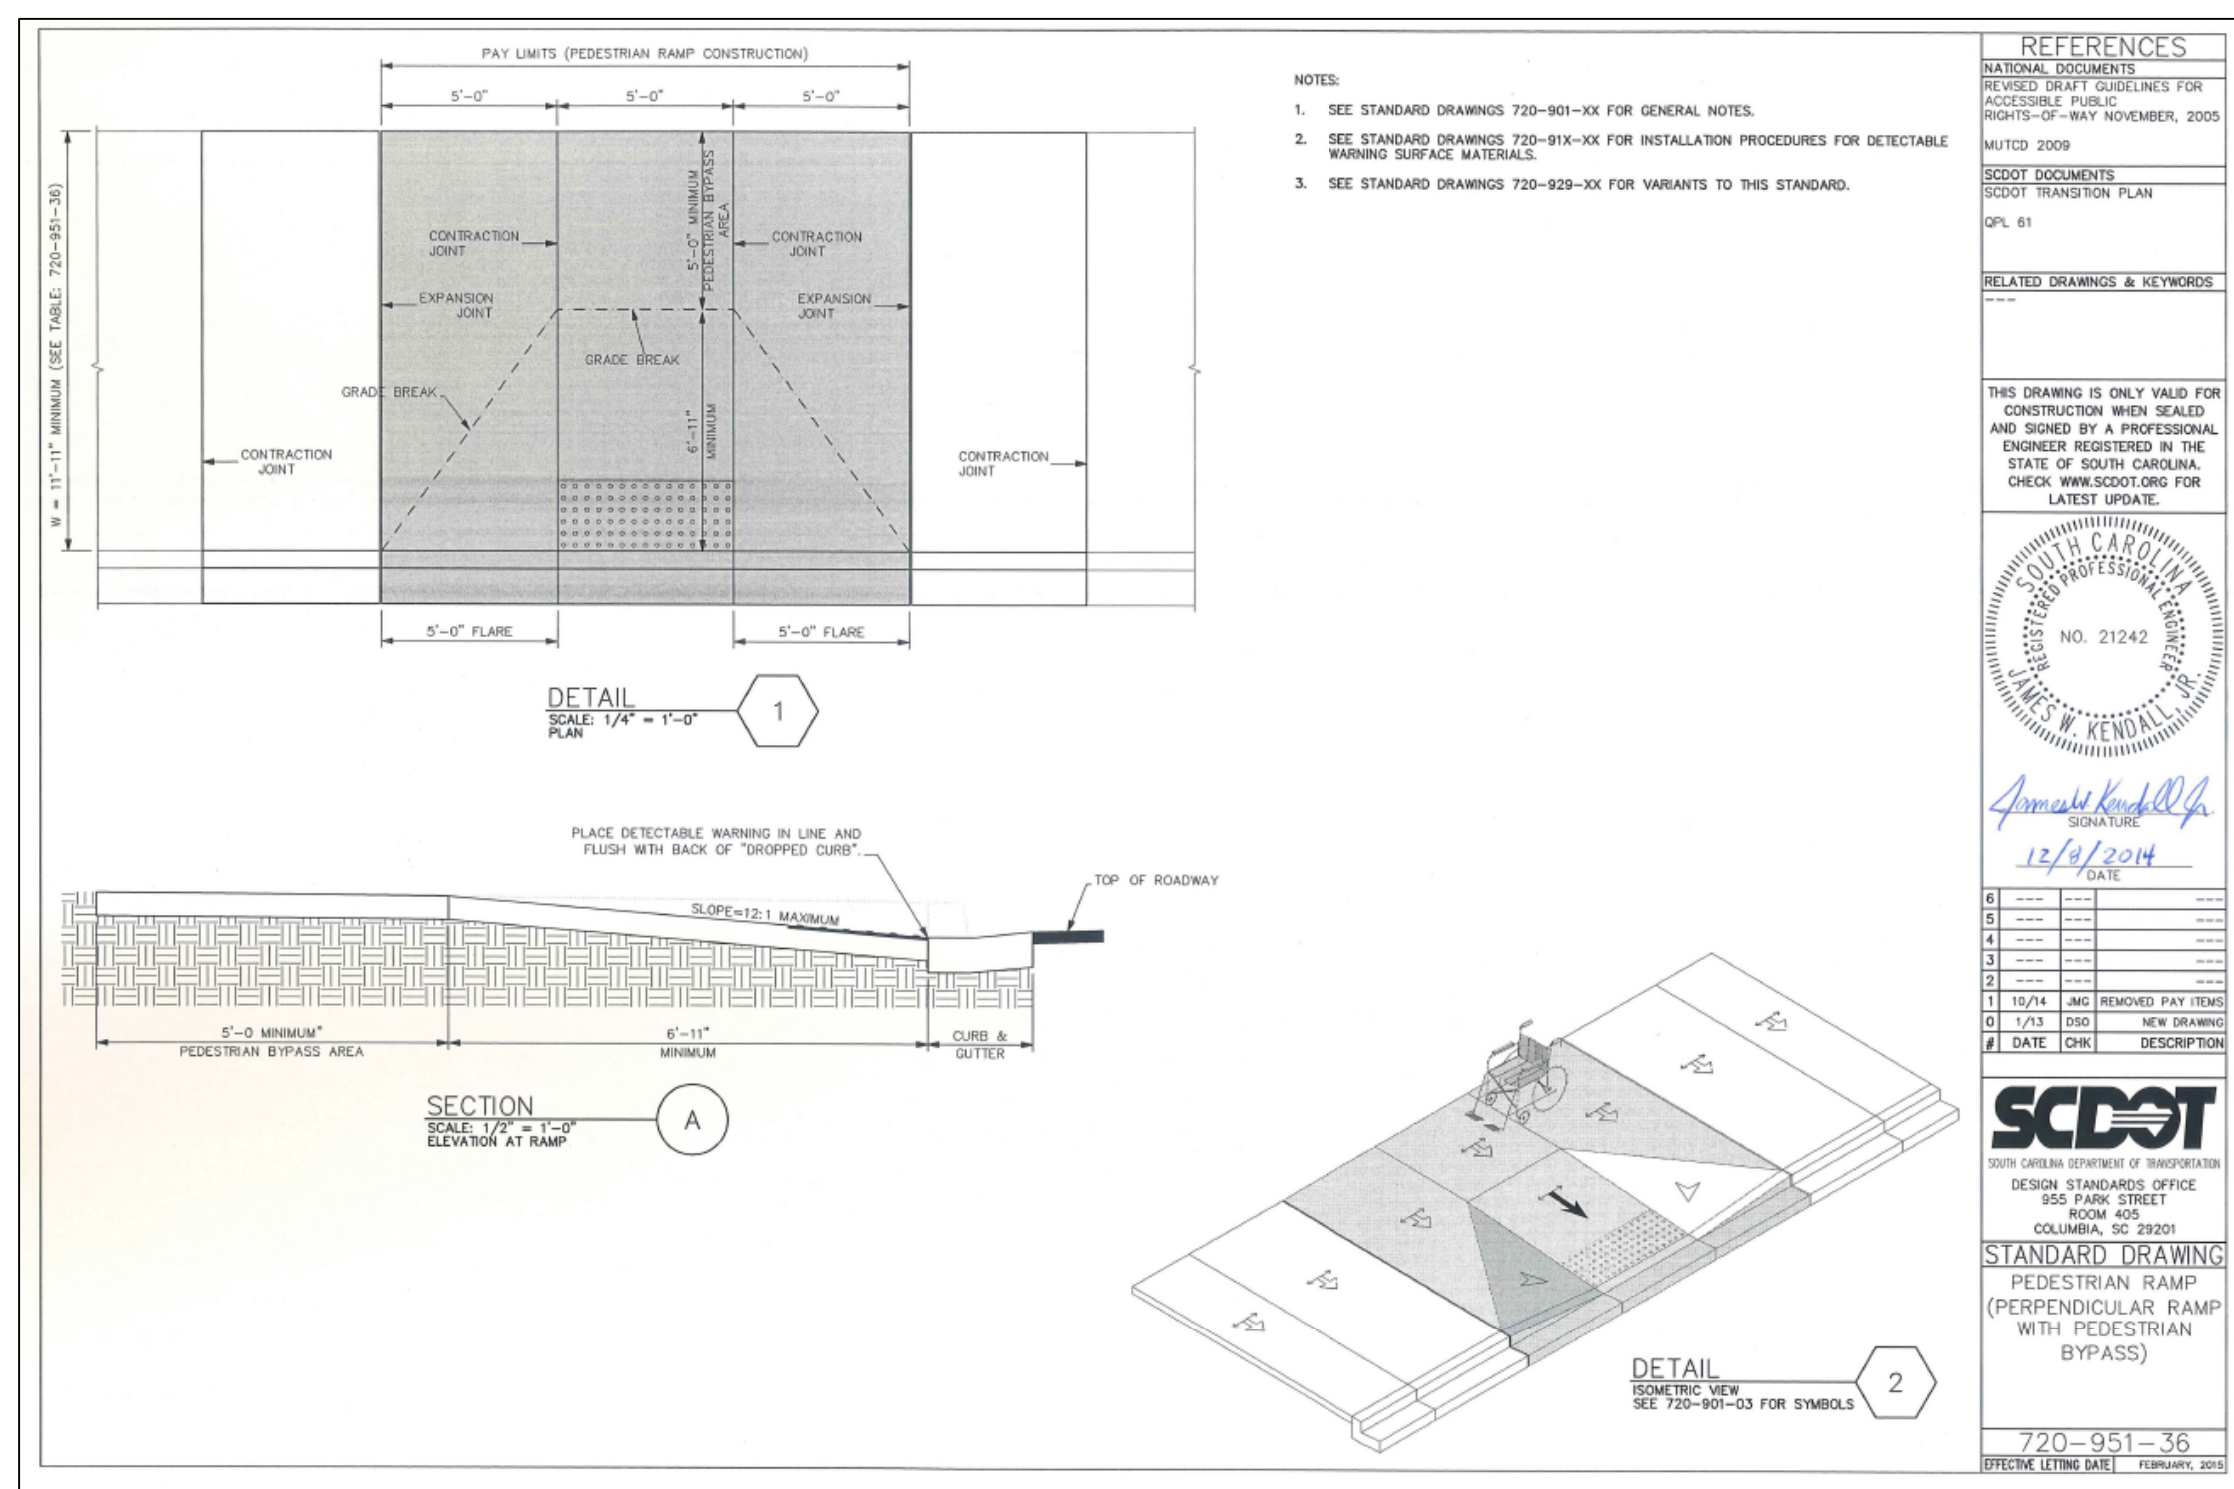 PAY LIMITS (PEDESTRIAN RAMP CONSTRUCTION)
5'-0"
5'-0"
5'-0"
W = 11'-11" MINIMUM (SEE TABLE: 720-951-36)
5'-0" MINIMUM
PEDESTRIAN BYPASS
AREA
CONTRACTION
JOINT
CONTRACTION
JOINT
EXPANSION
JOINT
EXPANSION
JOINT
GRADE BREAK
GRADE BREAK
6'-11"
MINIMUM
CONTRACTION
JOINT
CONTRACTION
JOINT
5'-0" FLARE
5'-0" FLARE
DETAIL
SCALE: 1/4" = 1'-0"
PLAN
1
NOTES:
1. SEE STANDARD DRAWINGS 720-901-XX FOR GENERAL NOTES.
2. SEE STANDARD DRAWINGS 720-91X-XX FOR INSTALLATION PROCEDURES FOR DETECTABLE
WARNING SURFACE MATERIALS.
3. SEE STANDARD DRAWINGS 720-929-XX FOR VARIANTS TO THIS STANDARD.
PLACE DETECTABLE WARNING IN LINE AND
FLUSH WITH BACK OF "DROPPED CURB".
TOP OF ROADWAY
SLOPE=12:1 MAXIMUM
5'-0 MINIMUM"
PEDESTRIAN BYPASS AREA
6'-11"
MINIMUM
CURB &
GUTTER
SECTION
SCALE: 1/2" = 1'-0"
ELEVATION AT RAMP
A
DETAIL
ISOMETRIC VIEW
SEE 720-901-03 FOR SYMBOLS
2
REFERENCES
NATIONAL DOCUMENTS
REVISED DRAFT GUIDELINES FOR
ACCESSIBLE PUBLIC
RIGHTS-OF-WAY NOVEMBER, 2005
MUTCD 2009
SCDOT DOCUMENTS
SCDOT TRANSITION PLAN
QPL 61
RELATED DRAWINGS & KEYWORDS
---
THIS DRAWING IS ONLY VALID FOR
CONSTRUCTION WHEN SEALED
AND SIGNED BY A PROFESSIONAL
ENGINEER REGISTERED IN THE
STATE OF SOUTH CAROLINA.
CHECK WWW.SCDOT.ORG FOR
LATEST UPDATE.
SOUTH CAROLINA
REGISTERED PROFESSIONAL ENGINEER
NO. 21242
JAMES W. KENDALL, JR.
James W. Kendall Jr.
SIGNATURE
12/8/2014
DATE
6 --- --- ---
5 --- --- ---
4 --- --- ---
3 --- --- ---
2 --- --- ---
1 10/14 JMG REMOVED PAY ITEMS
0 1/13 DSO NEW DRAWING
# DATE CHK DESCRIPTION
SCDOT
SOUTH CAROLINA DEPARTMENT OF TRANSPORTATION
DESIGN STANDARDS OFFICE
955 PARK STREET
ROOM 405
COLUMBIA, SC 29201
STANDARD DRAWING
PEDESTRIAN RAMP
(PERPENDICULAR RAMP
WITH PEDESTRIAN
BYPASS)
720-951-36
EFFECTIVE LETTING DATE FEBRUARY, 2015